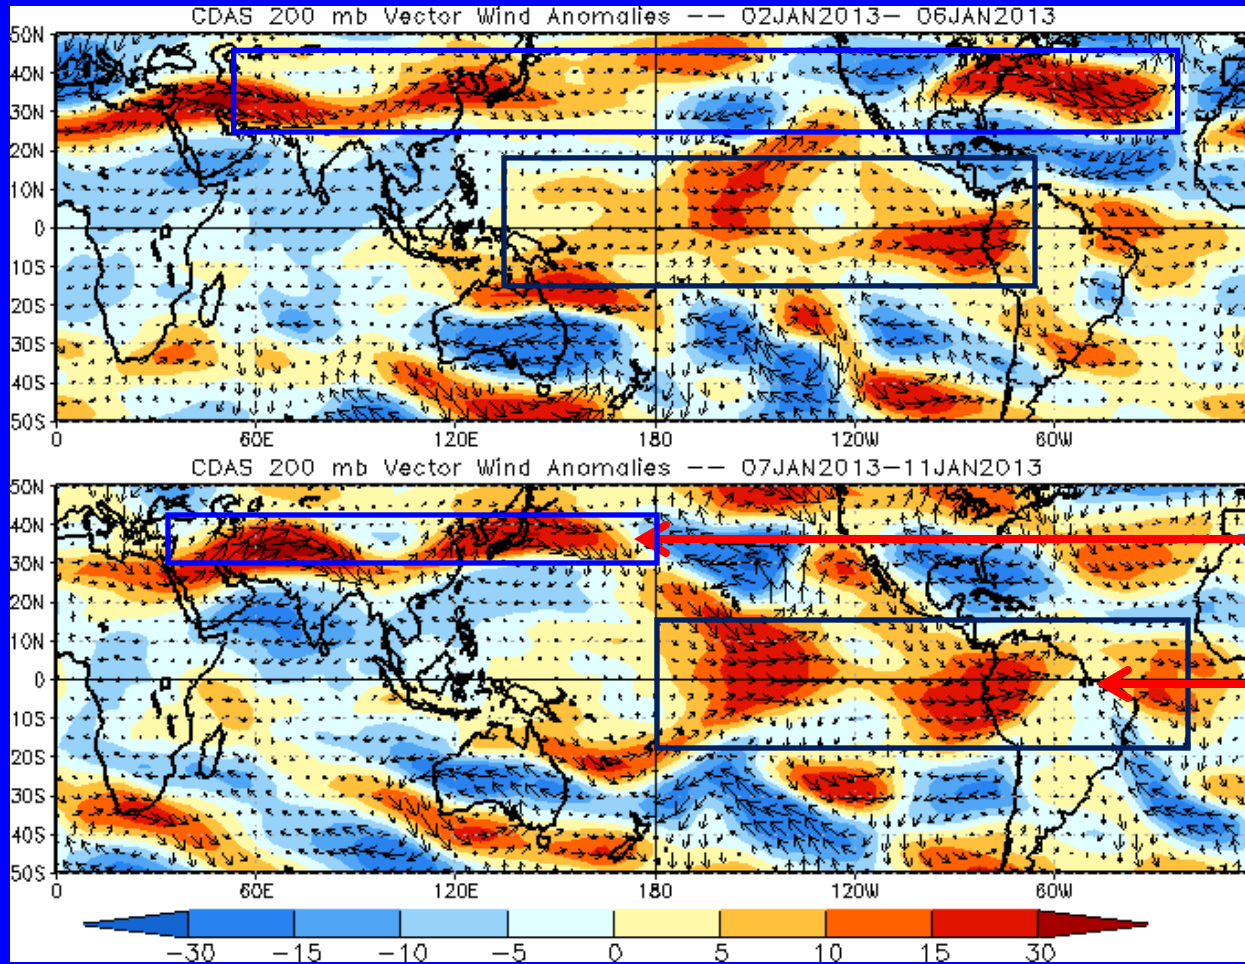 CDAS 200 mb Vector Wind Anomalies -- 02JAN2013- 06JAN2013
50N
40N
30N
20N
10N
0
10S
20S
30S
40S
50S
0 60E 120E 180 120W 60W
CDAS 200 mb Vector Wind Anomalies -- 07JAN2013-11JAN2013
50N
40N
30N
20N
10N
0
10S
20S
30S
40S
50S
0 60E 120E 180 120W 60W
-30 -15 -10 -5 0 5 10 15 30